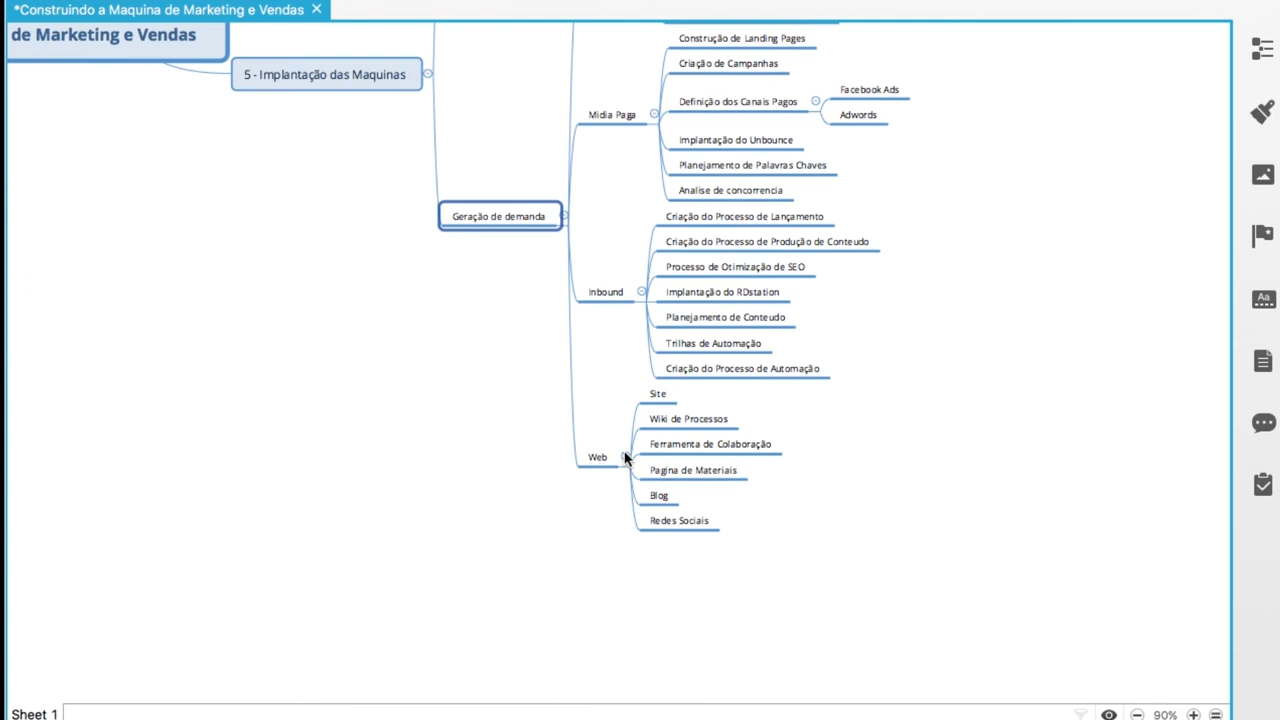 *Construindo a Maquina de Marketing e Vendas ✕
de Marketing e Vendas
5 - Implantação das Maquinas
Geração de demanda
Midia Paga
Construção de Landing Pages
Criação de Campanhas
Definição dos Canais Pagos
Facebook Ads
Adwords
Implantação do Unbounce
Planejamento de Palavras Chaves
Analise de concorrencia
Inbound
Criação do Processo de Lançamento
Criação do Processo de Produção de Conteudo
Processo de Otimização de SEO
Implantação do RDstation
Planejamento de Conteudo
Trilhas de Automação
Criação do Processo de Automação
Web
Site
Wiki de Processos
Ferramenta de Colaboração
Pagina de Materiais
Blog
Redes Sociais
Aa
Sheet 1
90%